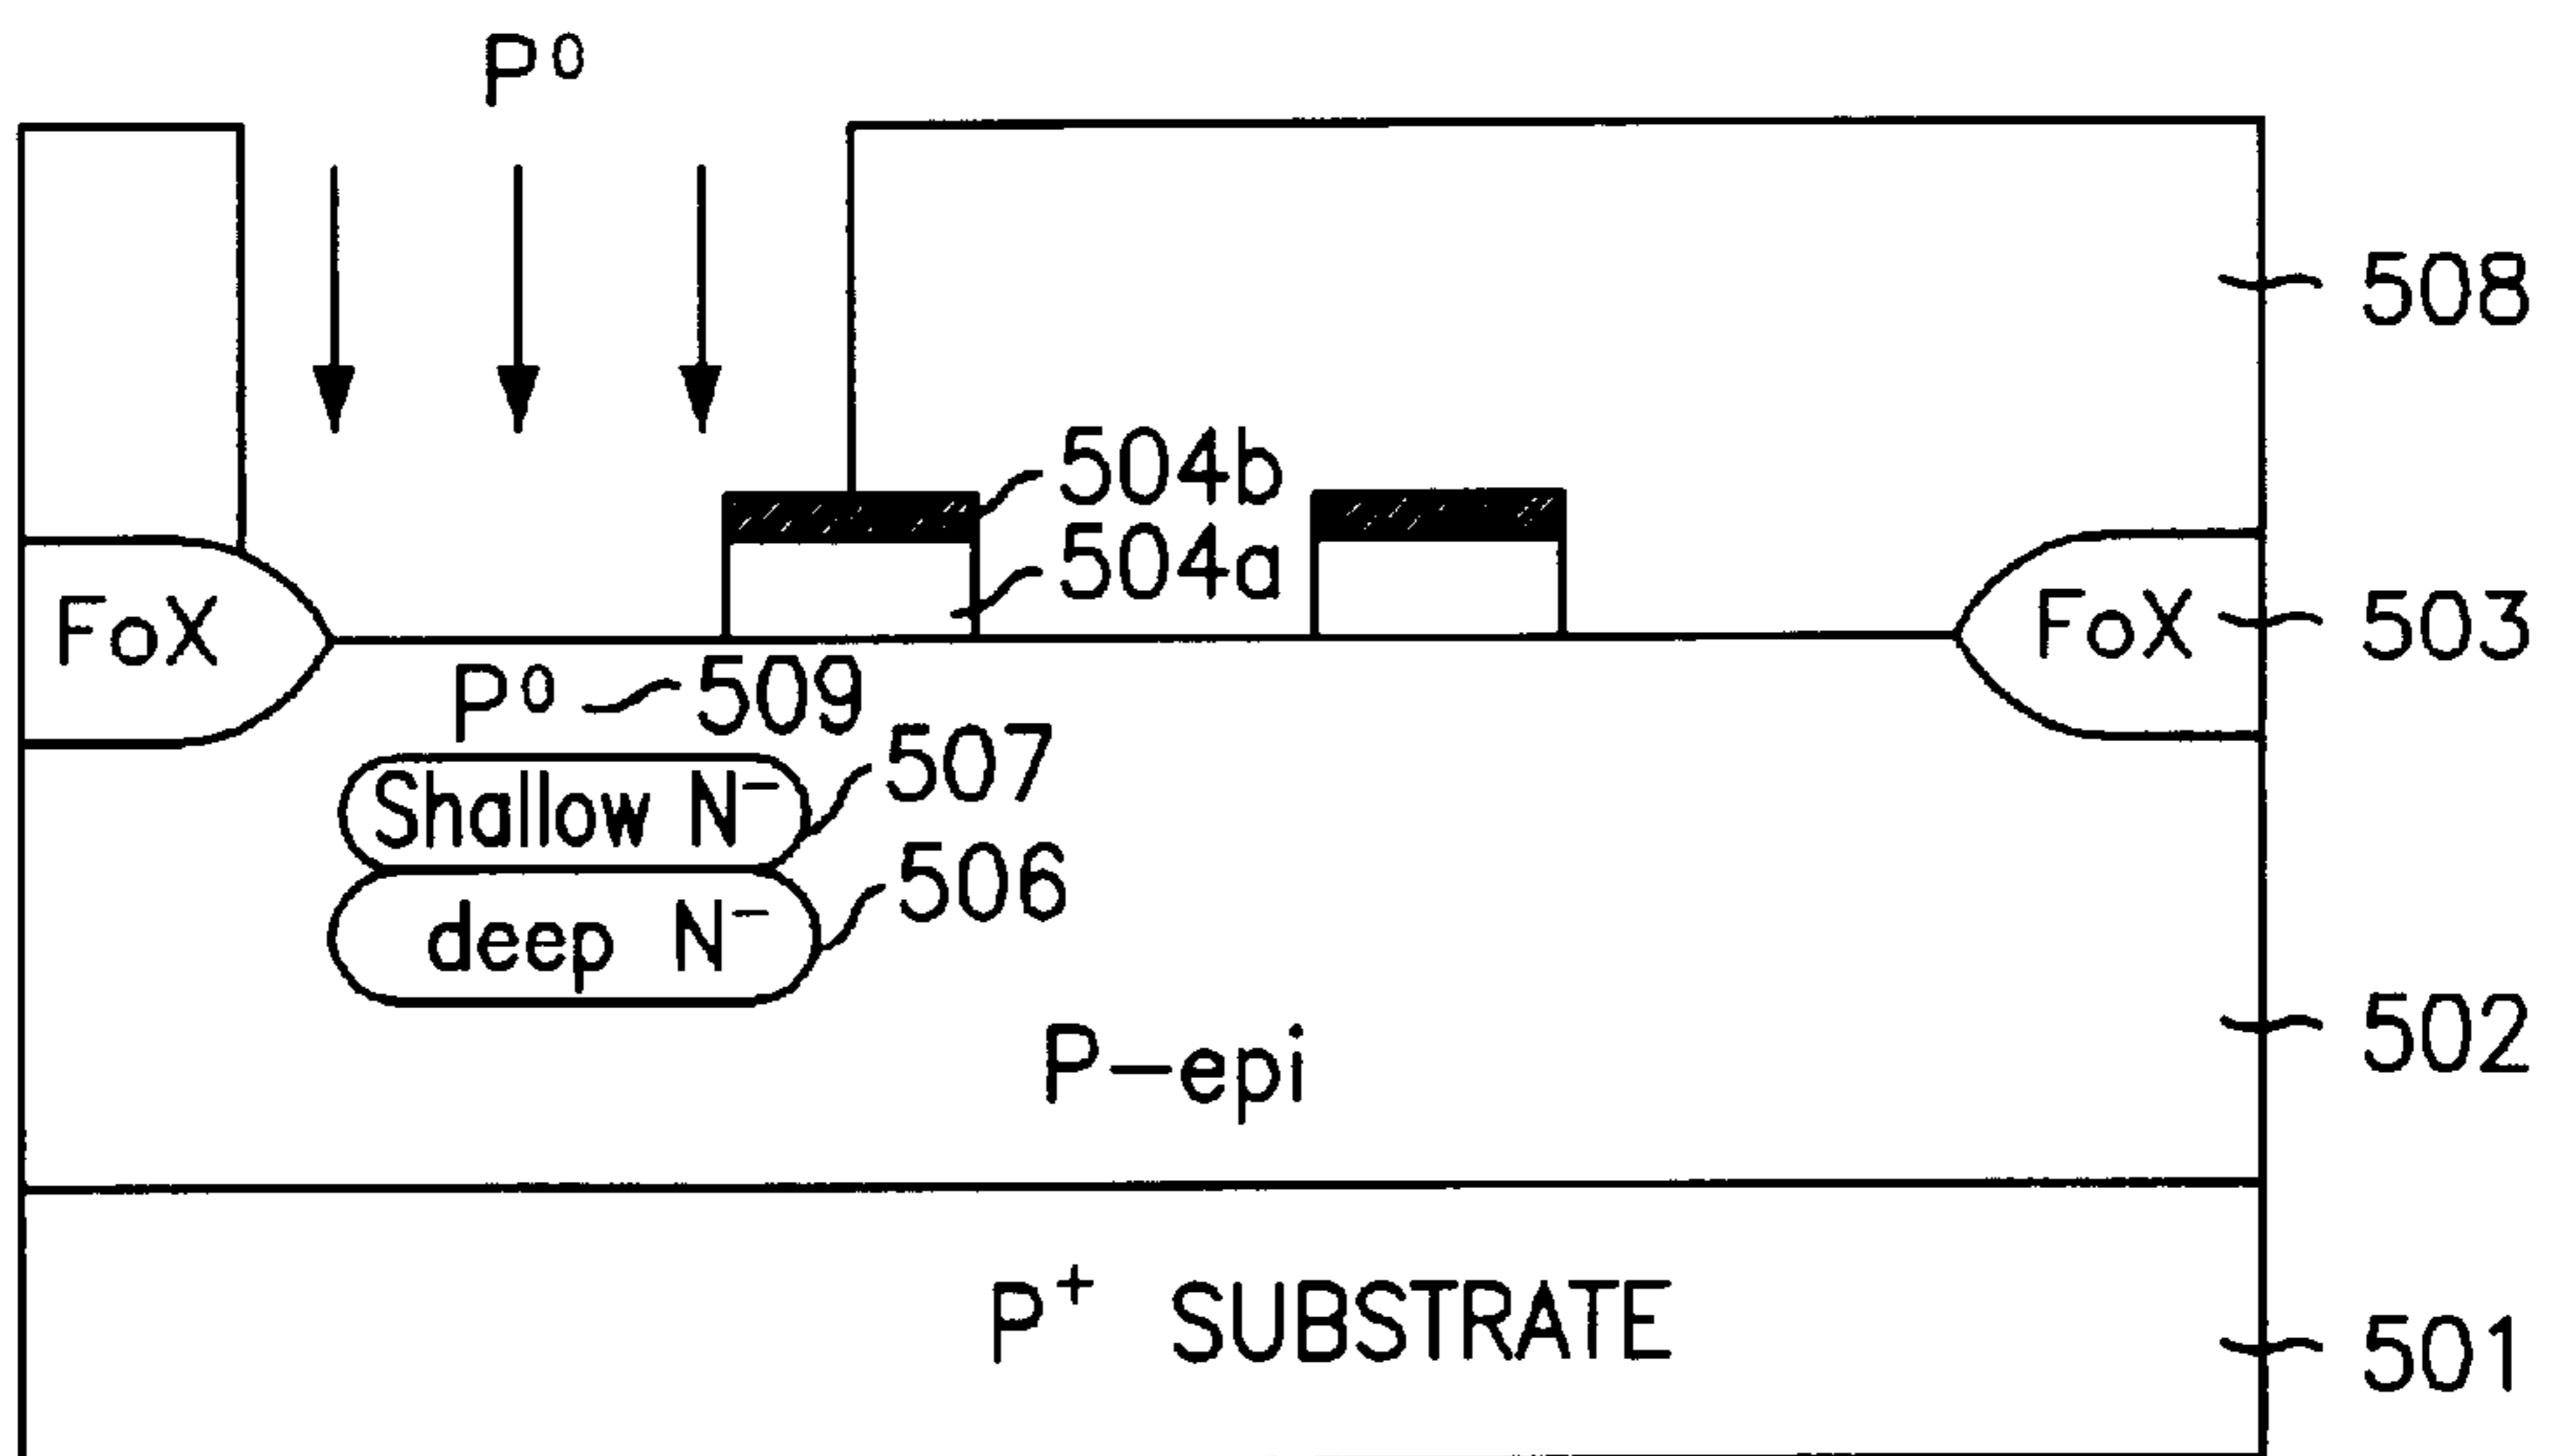 P⁰
508
504b
504a
FoX
FoX
503
P⁰
509
507
Shallow N⁻
506
deep N⁻
502
P-epi
P⁺ SUBSTRATE
501